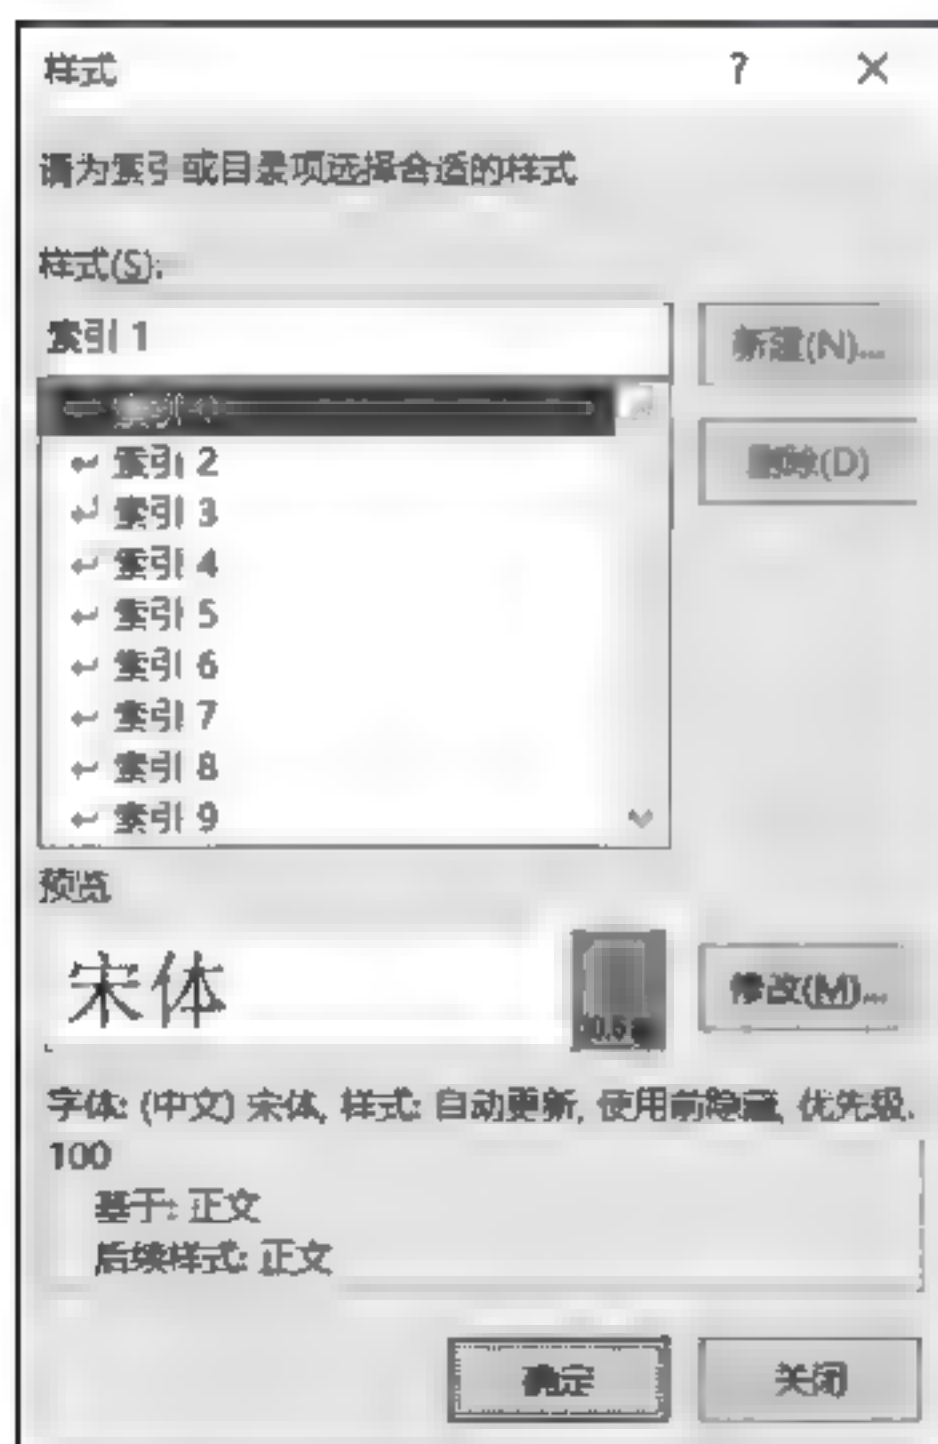 样式 ? ×
请为索引或目录项选择合适的样式
样式(S):
索引 1
新建(N)...
索引 2
删除(D)
索引 3
索引 4
索引 5
索引 6
索引 7
索引 8
索引 9
预览
宋体
修改(M)...
字体: (中文) 宋体, 样式: 自动更新, 使用前隐藏, 优先级:
100
基于: 正文
后续样式: 正文
确定
关闭